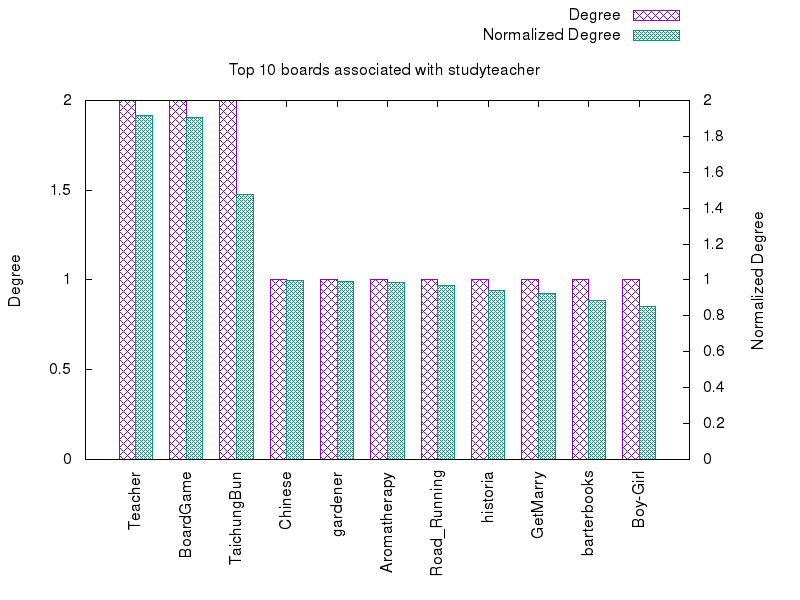 Degree
Normalized Degree
Top 10 boards associated with studyteacher
2
1.5
1
0.5
0
Degree
2
1.8
1.6
1.4
1.2
1
0.8
0.6
0.4
0.2
0
Normalized Degree
Teacher
BoardGame
TaichungBun
Chinese
gardener
Aromatherapy
Road_Running
historia
GetMarry
barterbooks
Boy-Girl